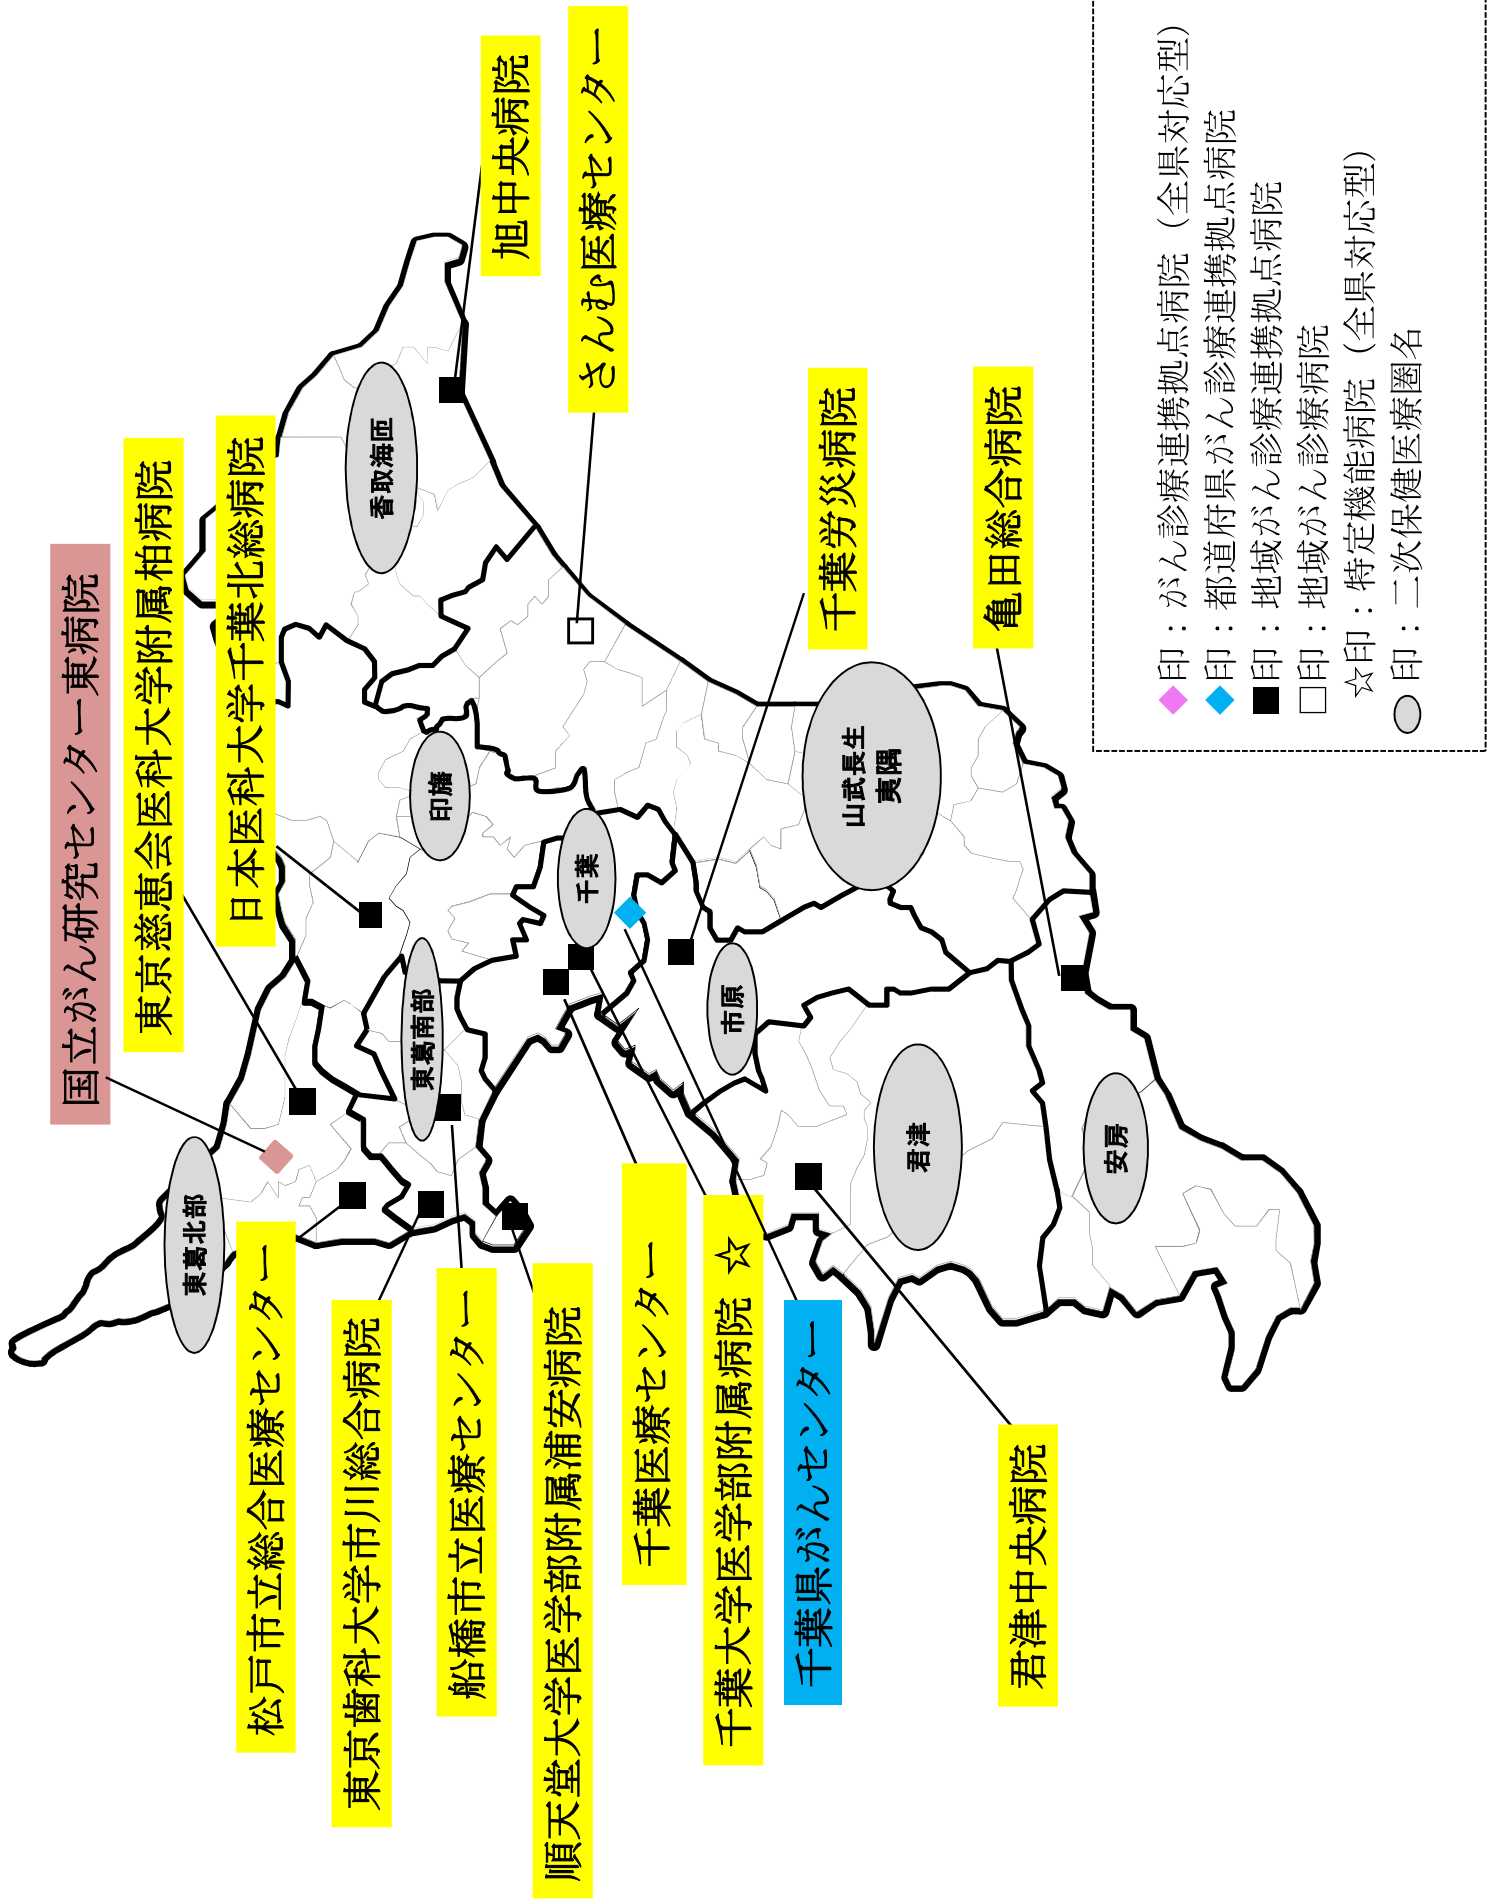 国立がん研究センター東病院
東京慈恵会医科大学附属柏病院
日本医科大学千葉北総病院
旭中央病院
さんむ医療センター
千葉労災病院
亀田総合病院
松戸市立総合医療センター
東京歯科大学市川総合病院
船橋市立医療センター
順天堂大学医学部附属浦安病院
千葉医療センター
千葉大学医学部附属病院 ☆
千葉県がんセンター
君津中央病院
東葛北部
東葛南部
印旛
香取海匝
千葉
市原
山武長生
夷隅
君津
安房
◆印：がん診療連携拠点病院（全県対応型）
◆印：都道府県がん診療連携拠点病院
■印：地域がん診療連携拠点病院
□印：地域がん診療病院
☆印：特定機能病院（全県対応型）
印：二次保健医療圏名